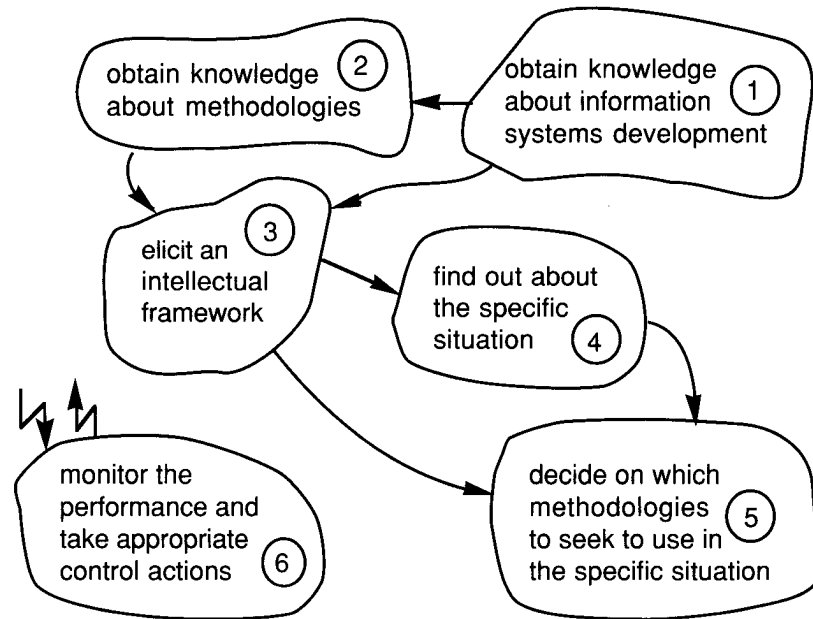 obtain knowledge
about methodologies
2
obtain knowledge
about information
systems development
1
elicit an
intellectual
framework
3
find out about
the specific
situation
4
monitor the
performance and
take appropriate
control actions
6
decide on which
methodologies
to seek to use in
the specific situation
5